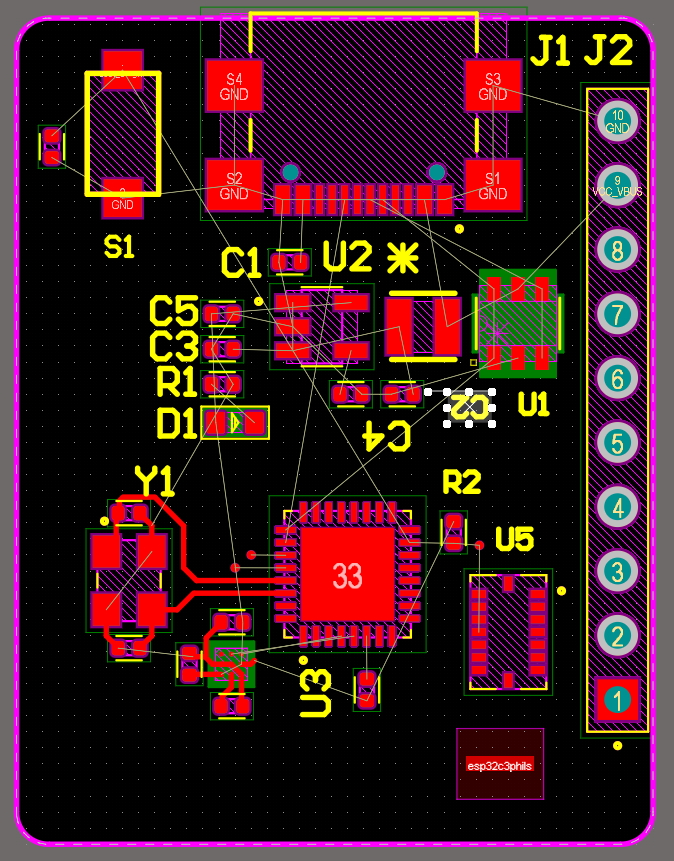 J1 J2
S4
GND
S3
GND
10
GND
S2
GND
S1
GND
9
VCC_VBUS
2
GND
S1
8
C1
U2
7
C5
C3
R1
6
C2
U1
D1
C4
5
Y1
R2
4
U5
33
3
2
U3
1
esp32c3phils